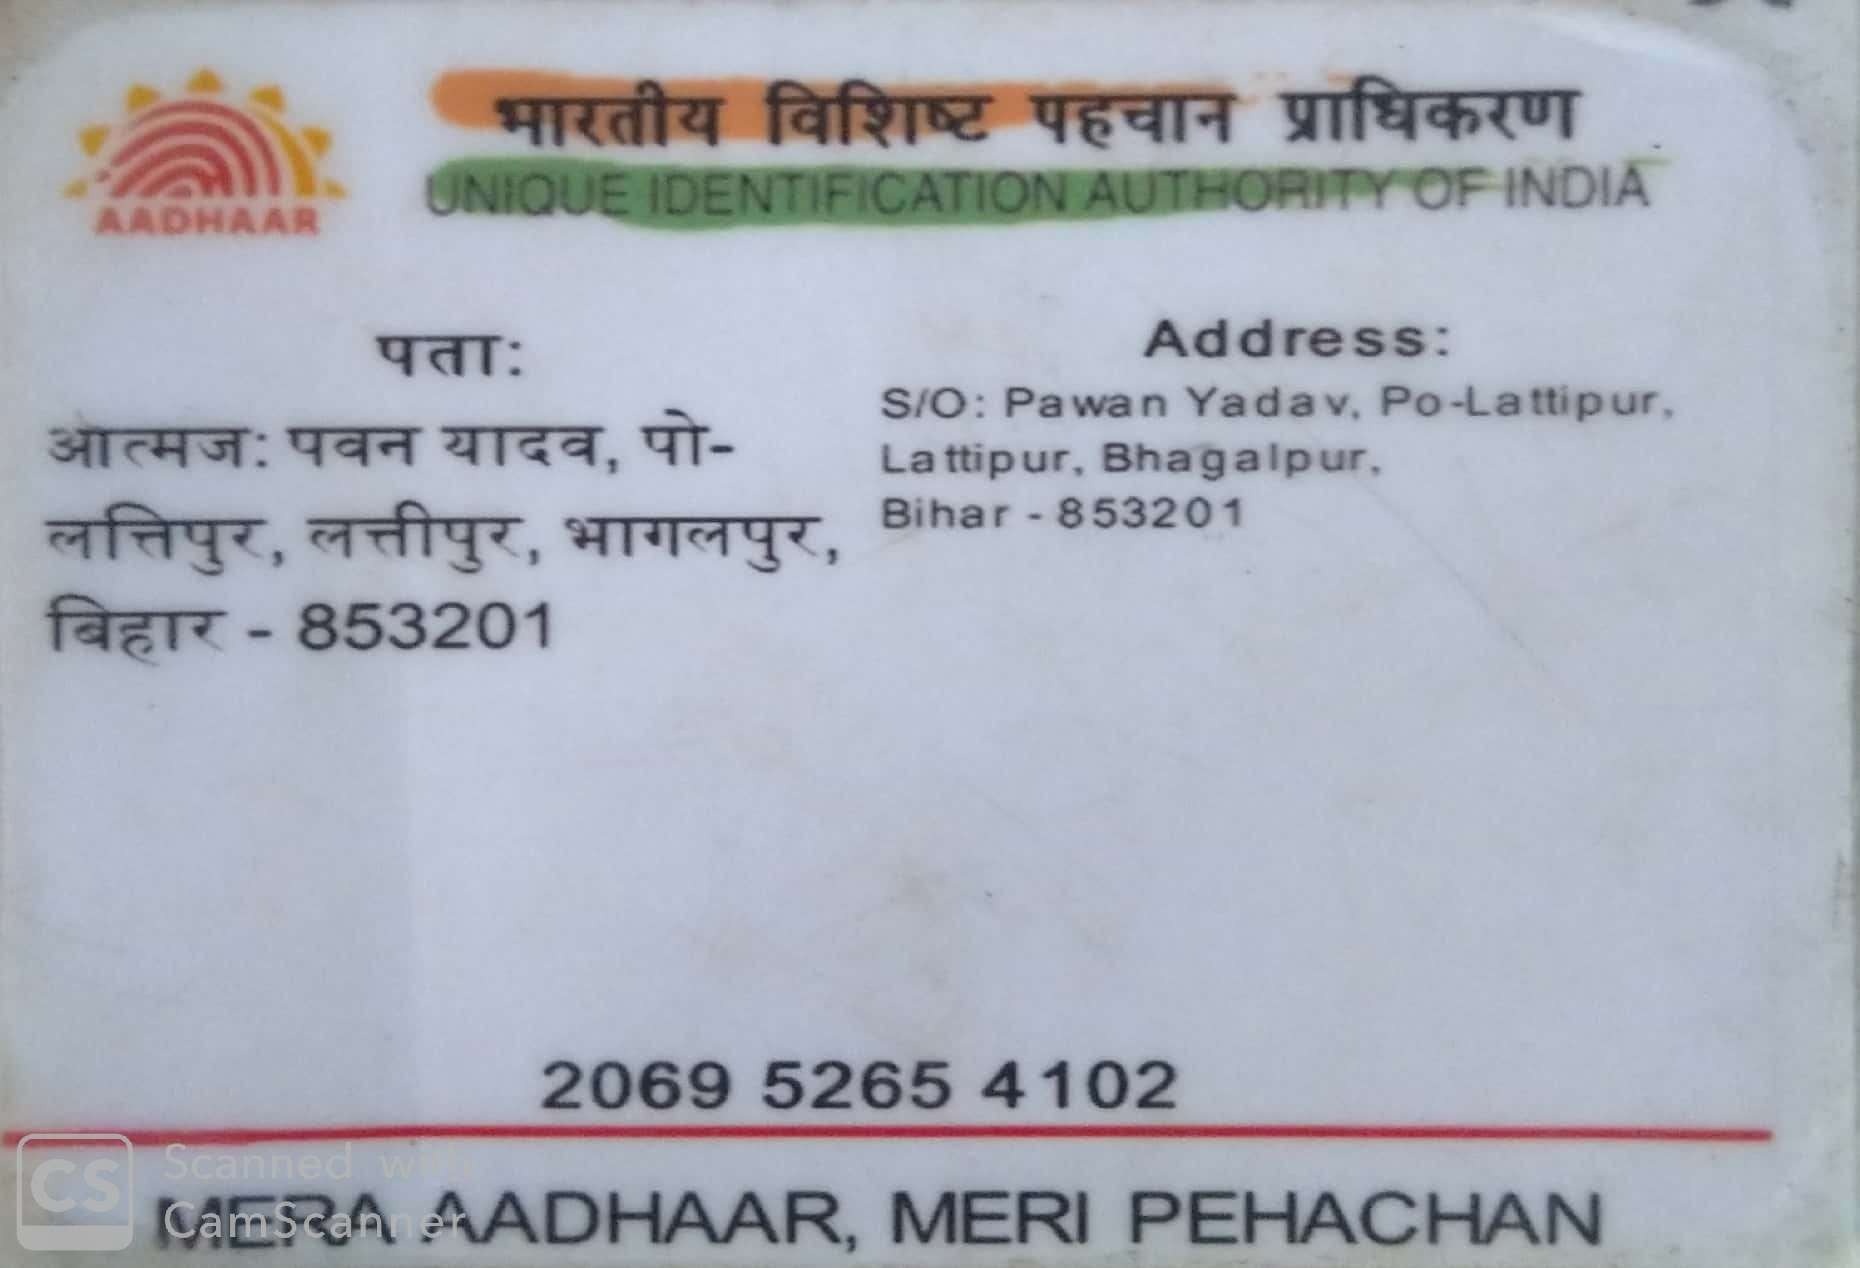 भारतीय विशिष्ट पहचान प्राधिकरण
UNIQUE IDENTIFICATION AUTHORITY OF INDIA
AADHAAR
पता:
आत्मज: पवन यादव, पो-
लत्तिपुर, लत्तीपुर, भागलपुर,
बिहार - 853201
Address:
S/O: Pawan Yadav, Po-Lattipur,
Lattipur, Bhagalpur,
Bihar - 853201
2069 5265 4102
MERA AADHAAR, MERI PEHACHAN
CS
Scanned with
CamScanner